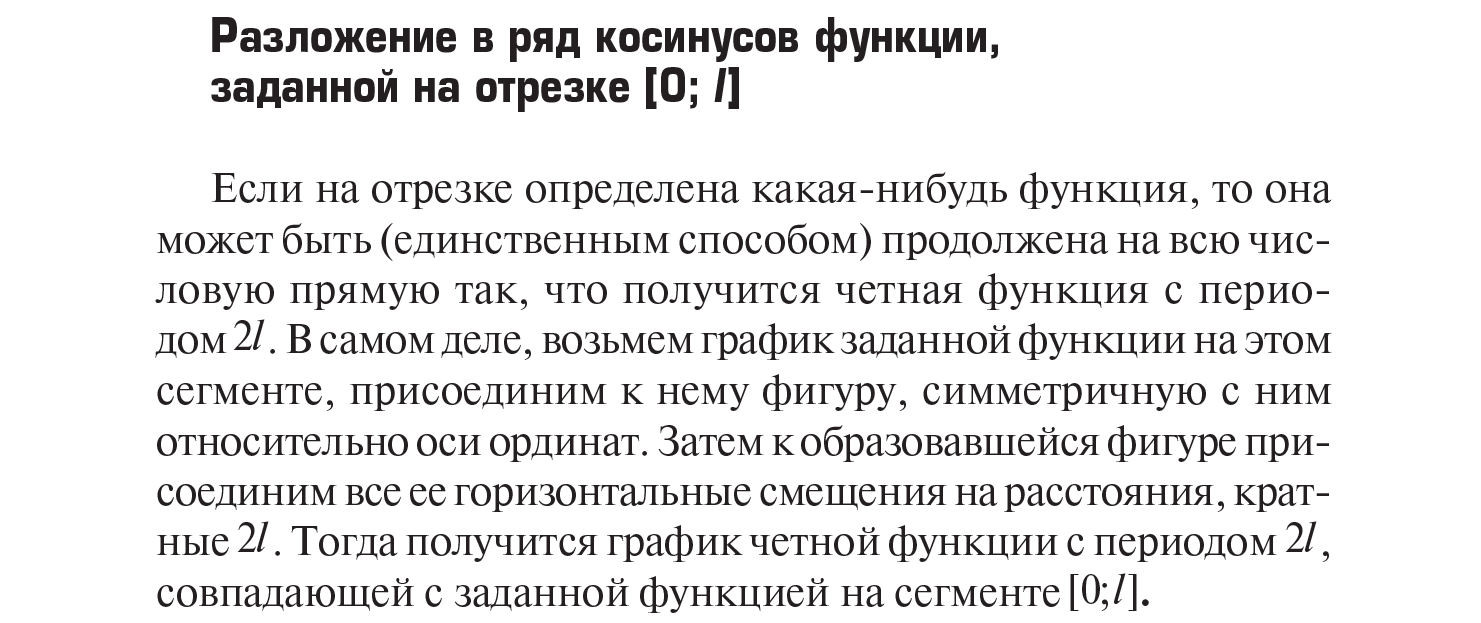 Разложение в ряд косинусов функции,
заданной на отрезке [0; l]
Если на отрезке определена какая-нибудь функция, то она
может быть (единственным способом) продолжена на всю чис-
ловую прямую так, что получится четная функция с перио-
дом 2l. В самом деле, возьмем график заданной функции на этом
сегменте, присоединим к нему фигуру, симметричную с ним
относительно оси ординат. Затем к образовавшейся фигуре при-
соединим все ее горизонтальные смещения на расстояния, крат-
ные 2l. Тогда получится график четной функции с периодом 2l,
совпадающей с заданной функцией на сегменте [0;l].